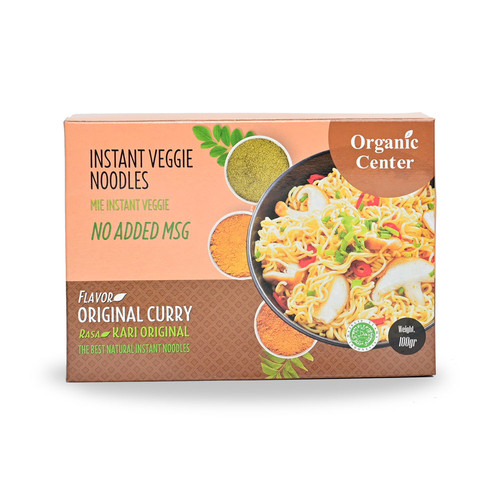 INSTANT VEGGIE
NOODLES
MIE INSTANT VEGGIE
NO ADDED MSG
FLAVOR
ORIGINAL CURRY
RASA KARI ORIGINAL
THE BEST NATURAL INSTANT NOODLES
Organic
Center
Weight.
100gr